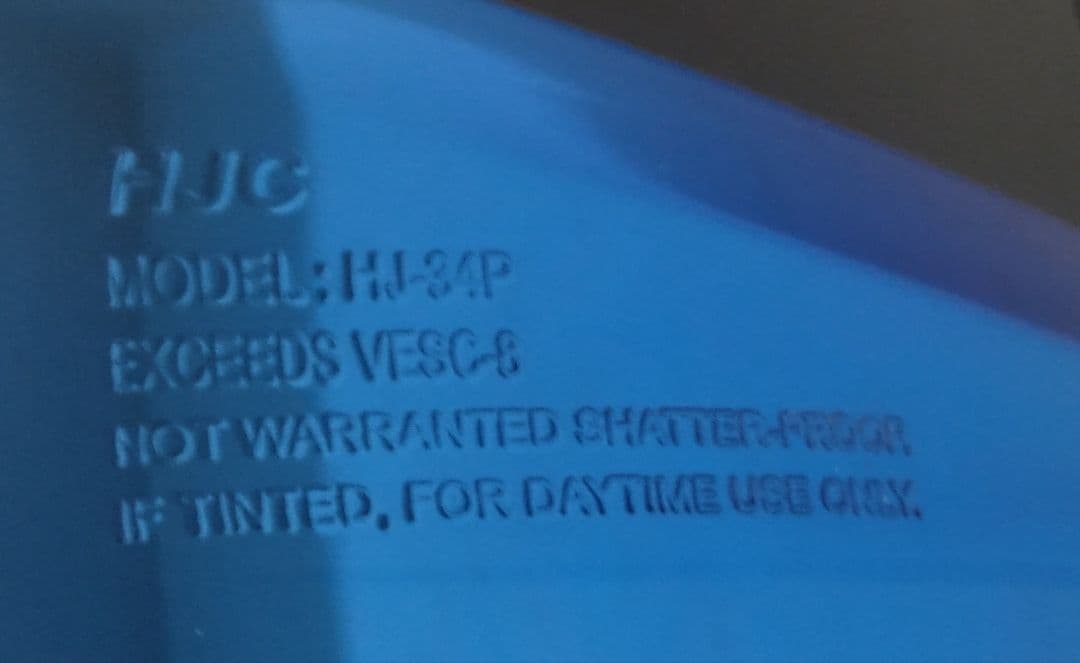 HJC
MODEL: HJ-34P
EXCEEDS VESC-8
NOT WARRANTED SHATTER-PROOF.
IF TINTED, FOR DAYTIME USE ONLY.